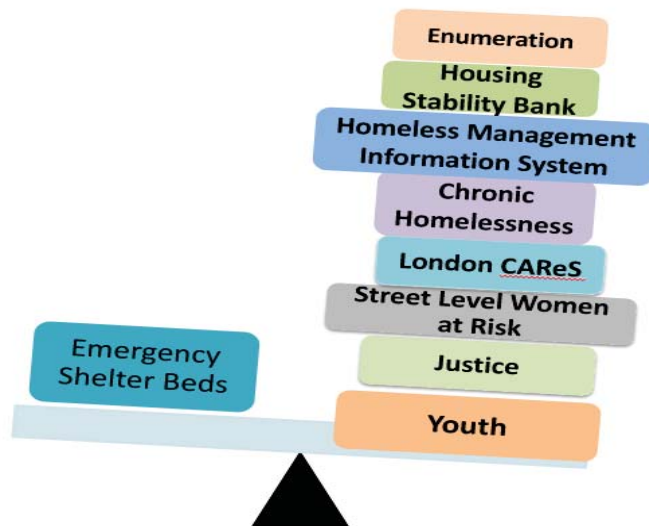 Enumeration
Housing
Stability Bank
Homeless Management
Information System
Chronic
Homelessness
London CAReS
Street Level Women
at Risk
Justice
Youth
Emergency
Shelter Beds